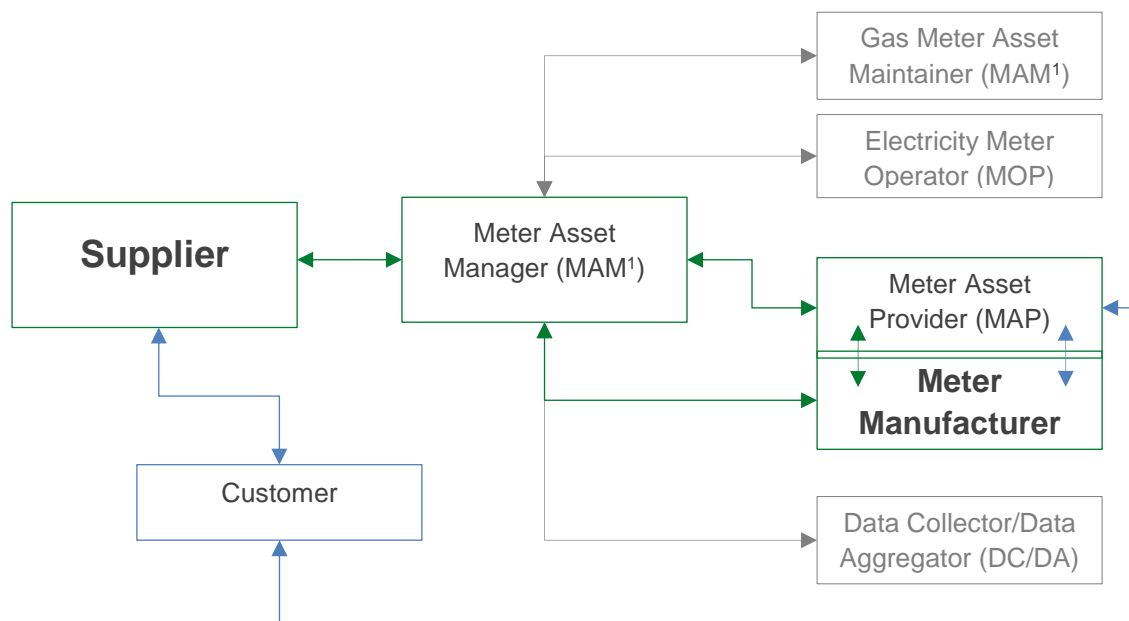 Gas Meter Asset
Maintainer (MAM¹)
Electricity Meter
Operator (MOP)
Supplier
Meter Asset
Manager (MAM¹)
Meter Asset
Provider (MAP)
Meter
Manufacturer
Customer
Data Collector/Data
Aggregator (DC/DA)